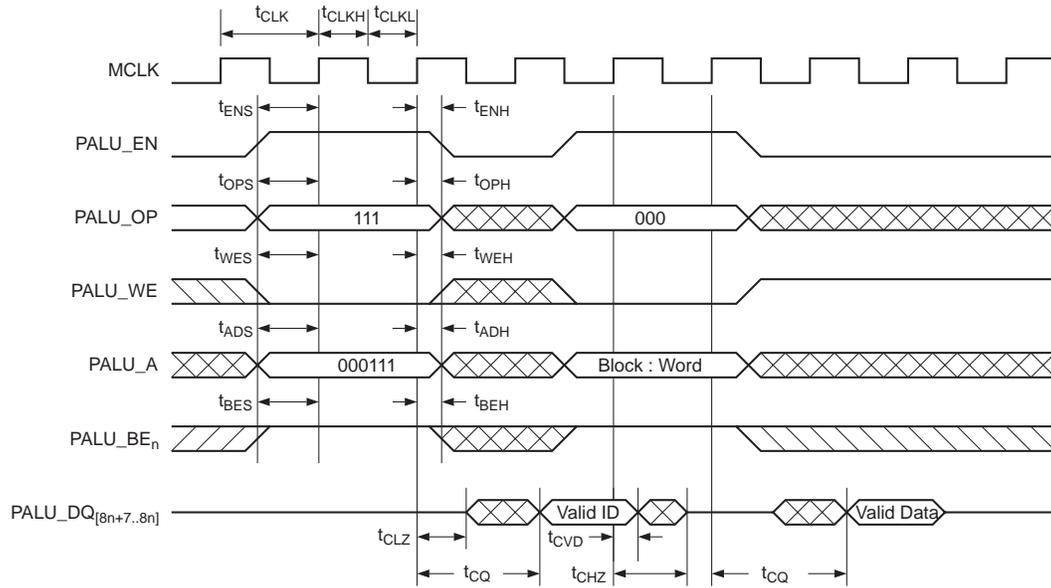 tCLK tCLKH tCLKL
MCLK
tENS tENH
PALU_EN
tOPS tOPH
PALU_OP 111 000
tWES tWEH
PALU_WE
tADS tADH
PALU_A 000111 Block : Word
tBES tBEH
PALU_BEn
PALU_DQ[8n+7..8n] Valid ID Valid Data
tCLZ tCVD
tCQ tCHZ tCQ